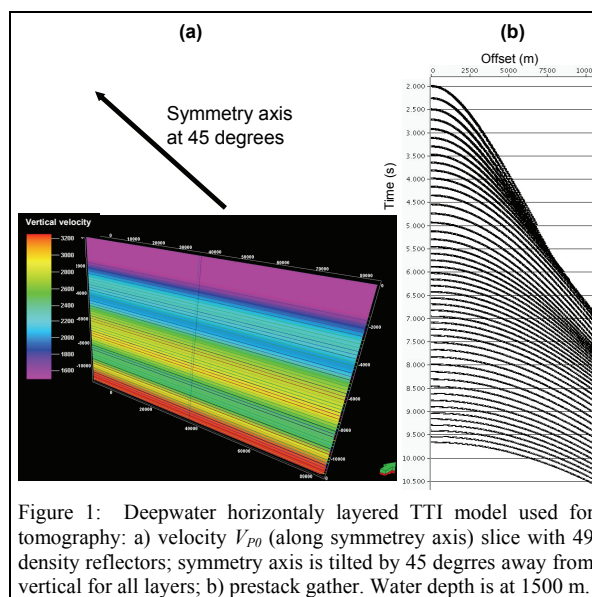 (a)
(b)
Symmetry axis
at 45 degrees
Offset (m)
0 2500 5000 7500 1000
Time (s)
2.000
2.500
3.000
3.500
4.000
4.500
5.000
5.500
6.000
6.500
7.000
7.500
8.000
8.500
9.000
9.500
10.000
10.500
Vertical velocity
3200
2800
2600
2400
2200
2000
1800
1600
Figure 1: Deepwater horizontaly layered TTI model used for
tomography: a) velocity VP0 (along symmetrey axis) slice with 49
density reflectors; symmetry axis is tilted by 45 degrres away from
vertical for all layers; b) prestack gather. Water depth is at 1500 m.